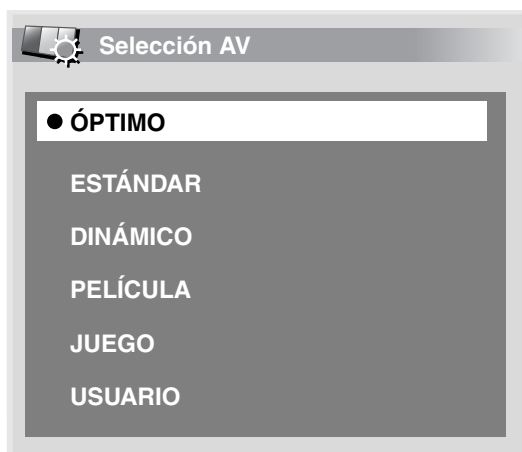 Selección AV
ÓPTIMO
ESTÁNDAR
DINÁMICO
PELÍCULA
JUEGO
USUARIO